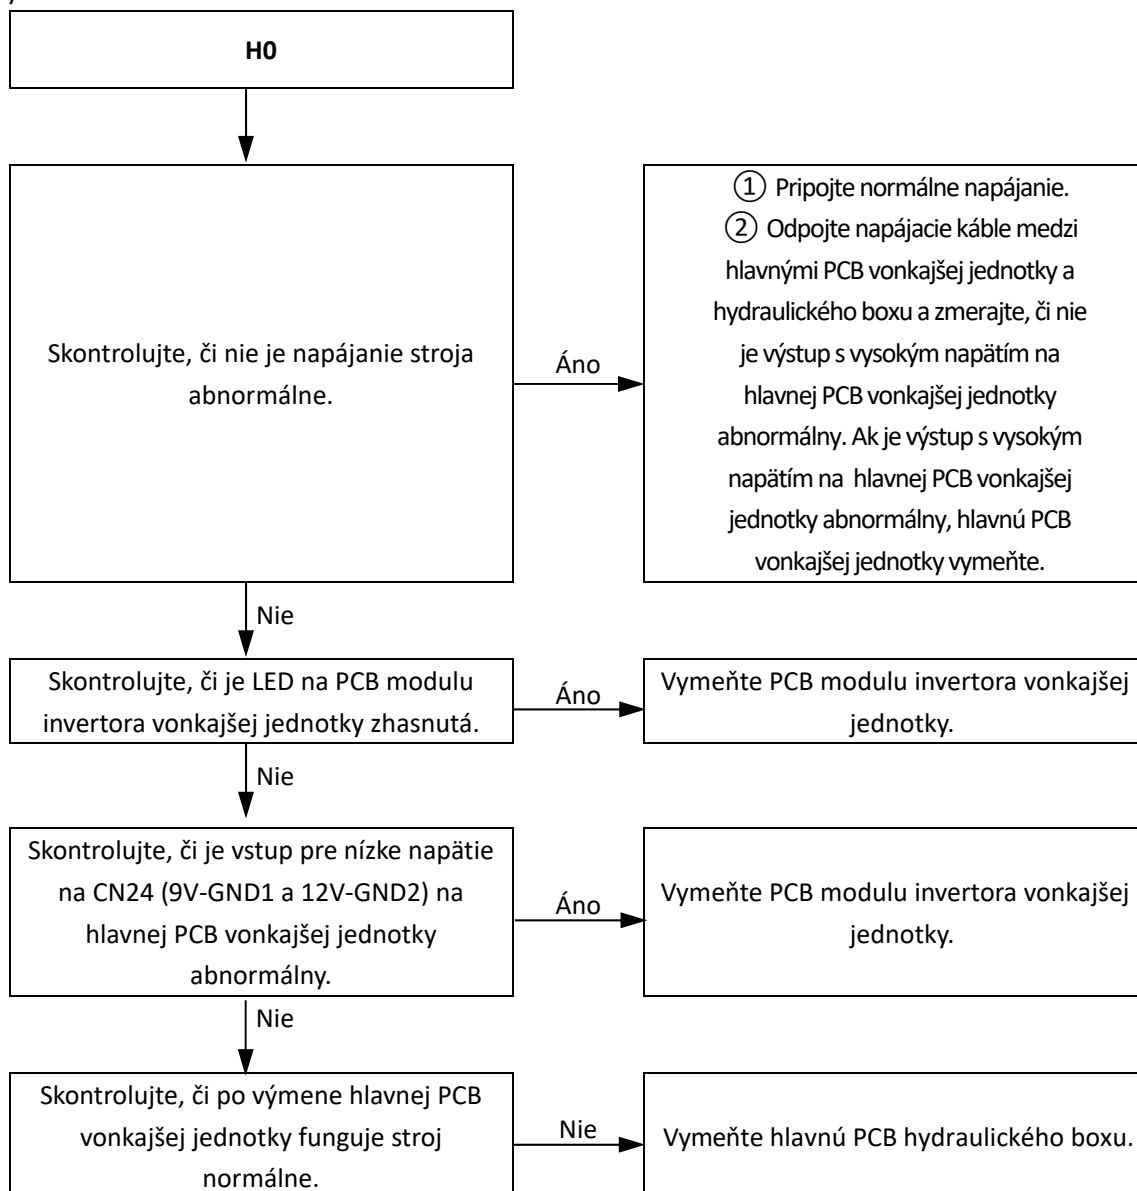 H0
Skontrolujte, či nie je napájanie stroja
abnormálne.
Áno
① Pripojte normálne napájanie.
② Odpojte napájacie káble medzi
hlavnými PCB vonkajšej jednotky a
hydraulického boxu a zmerajte, či nie
je výstup s vysokým napätím na
hlavnej PCB vonkajšej jednotky
abnormálny. Ak je výstup s vysokým
napätím na hlavnej PCB vonkajšej
jednotky abnormálny, hlavnú PCB
vonkajšej jednotky vymeňte.
Nie
Skontrolujte, či je LED na PCB modulu
invertora vonkajšej jednotky zhasnutá.
Áno
Vymeňte PCB modulu invertora vonkajšej
jednotky.
Nie
Skontrolujte, či je vstup pre nízke napätie
na CN24 (9V-GND1 a 12V-GND2) na
hlavnej PCB vonkajšej jednotky
abnormálny.
Áno
Vymeňte PCB modulu invertora vonkajšej
jednotky.
Nie
Skontrolujte, či po výmene hlavnej PCB
vonkajšej jednotky funguje stroj
normálne.
Nie
Vymeňte hlavnú PCB hydraulického boxu.